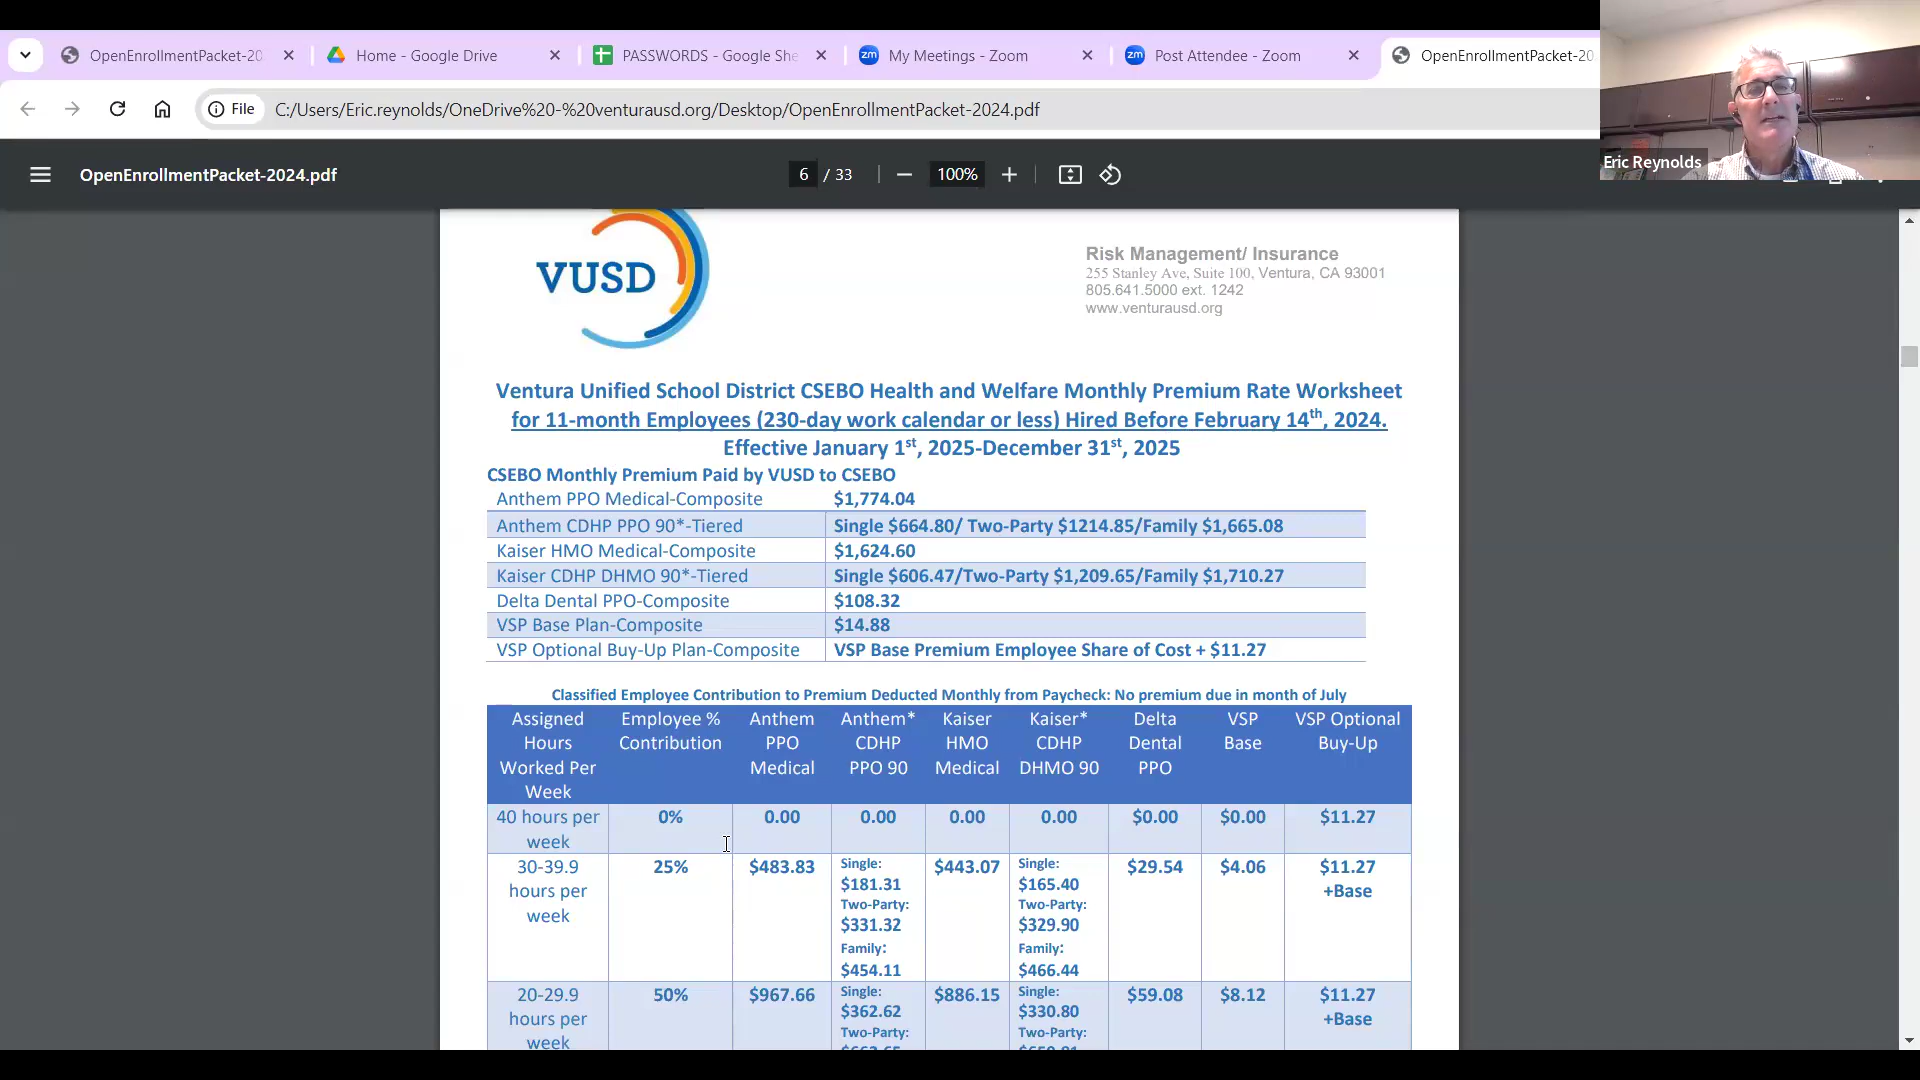 OpenEnrollmentPacket-20
Home - Google Drive
PASSWORDS - Google She
zm
My Meetings - Zoom
zm
Post Attendee - Zoom
OpenEnrollmentPacket-20
File
C:/Users/Eric.reynolds/OneDrive%20-%20venturausd.org/Desktop/OpenEnrollmentPacket-2024.pdf
Eric Reynolds
OpenEnrollmentPacket-2024.pdf
6 / 33
100%
VUSD
Risk Management/ Insurance
255 Stanley Ave, Suite 100, Ventura, CA 93001
805.641.5000 ext. 1242
www.venturausd.org
Ventura Unified School District CSEBO Health and Welfare Monthly Premium Rate Worksheet
for 11-month Employees (230-day work calendar or less) Hired Before February 14th, 2024.
Effective January 1st, 2025-December 31st, 2025
CSEBO Monthly Premium Paid by VUSD to CSEBO
Anthem PPO Medical-Composite $1,774.04
Anthem CDHP PPO 90*-Tiered Single $664.80/ Two-Party $1214.85/Family $1,665.08
Kaiser HMO Medical-Composite $1,624.60
Kaiser CDHP DHMO 90*-Tiered Single $606.47/Two-Party $1,209.65/Family $1,710.27
Delta Dental PPO-Composite $108.32
VSP Base Plan-Composite $14.88
VSP Optional Buy-Up Plan-Composite VSP Base Premium Employee Share of Cost + $11.27
Classified Employee Contribution to Premium Deducted Monthly from Paycheck: No premium due in month of July
Assigned Employee % Anthem Anthem* Kaiser Kaiser* Delta VSP VSP Optional
Hours Contribution PPO CDHP HMO CDHP Dental Base Buy-Up
Worked Per Medical PPO 90 Medical DHMO 90 PPO
Week
40 hours per 0% 0.00 0.00 0.00 0.00 $0.00 $0.00 $11.27
week
30-39.9 25% $483.83 Single: $443.07 Single: $29.54 $4.06 $11.27
hours per $181.31 $165.40 +Base
week Two-Party: Two-Party:
$331.32 $329.90
Family: Family:
$454.11 $466.44
20-29.9 50% $967.66 Single: $886.15 Single: $59.08 $8.12 $11.27
hours per $362.62 $330.80 +Base
week Two-Party: Two-Party: